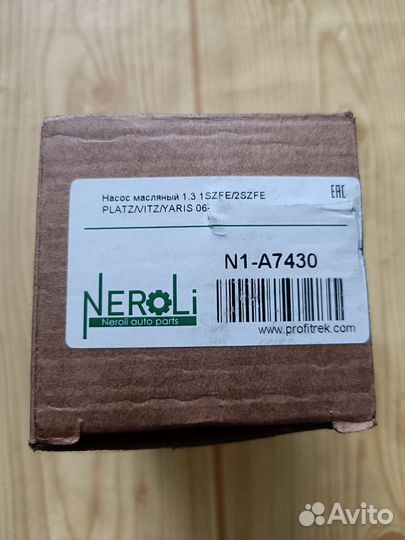 Насос масляный 1.3 1SZFE/2SZFE
PLATZ/VITZ/YARIS 06-
EAC
N1-A7430
NEROLi
Neroli auto parts
www.profitrek.com
Avito